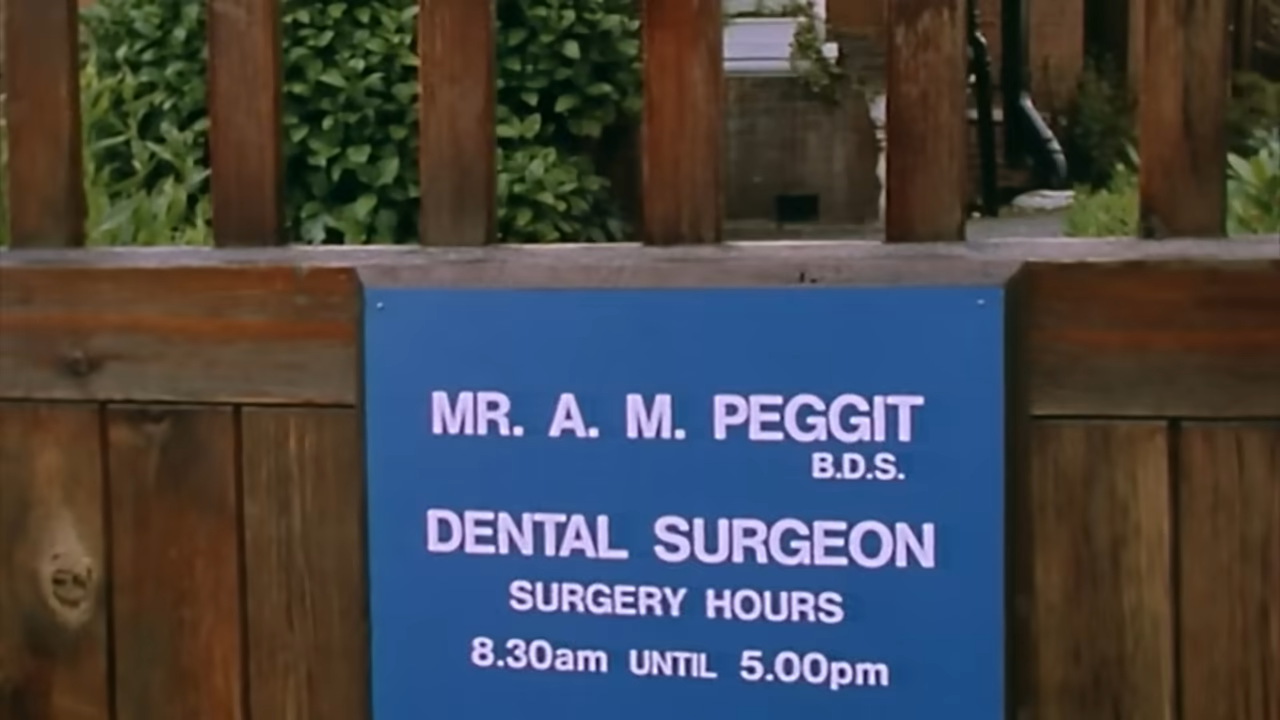 MR. A. M. PEGGIT
B.D.S.
DENTAL SURGEON
SURGERY HOURS
8.30am UNTIL 5.00pm